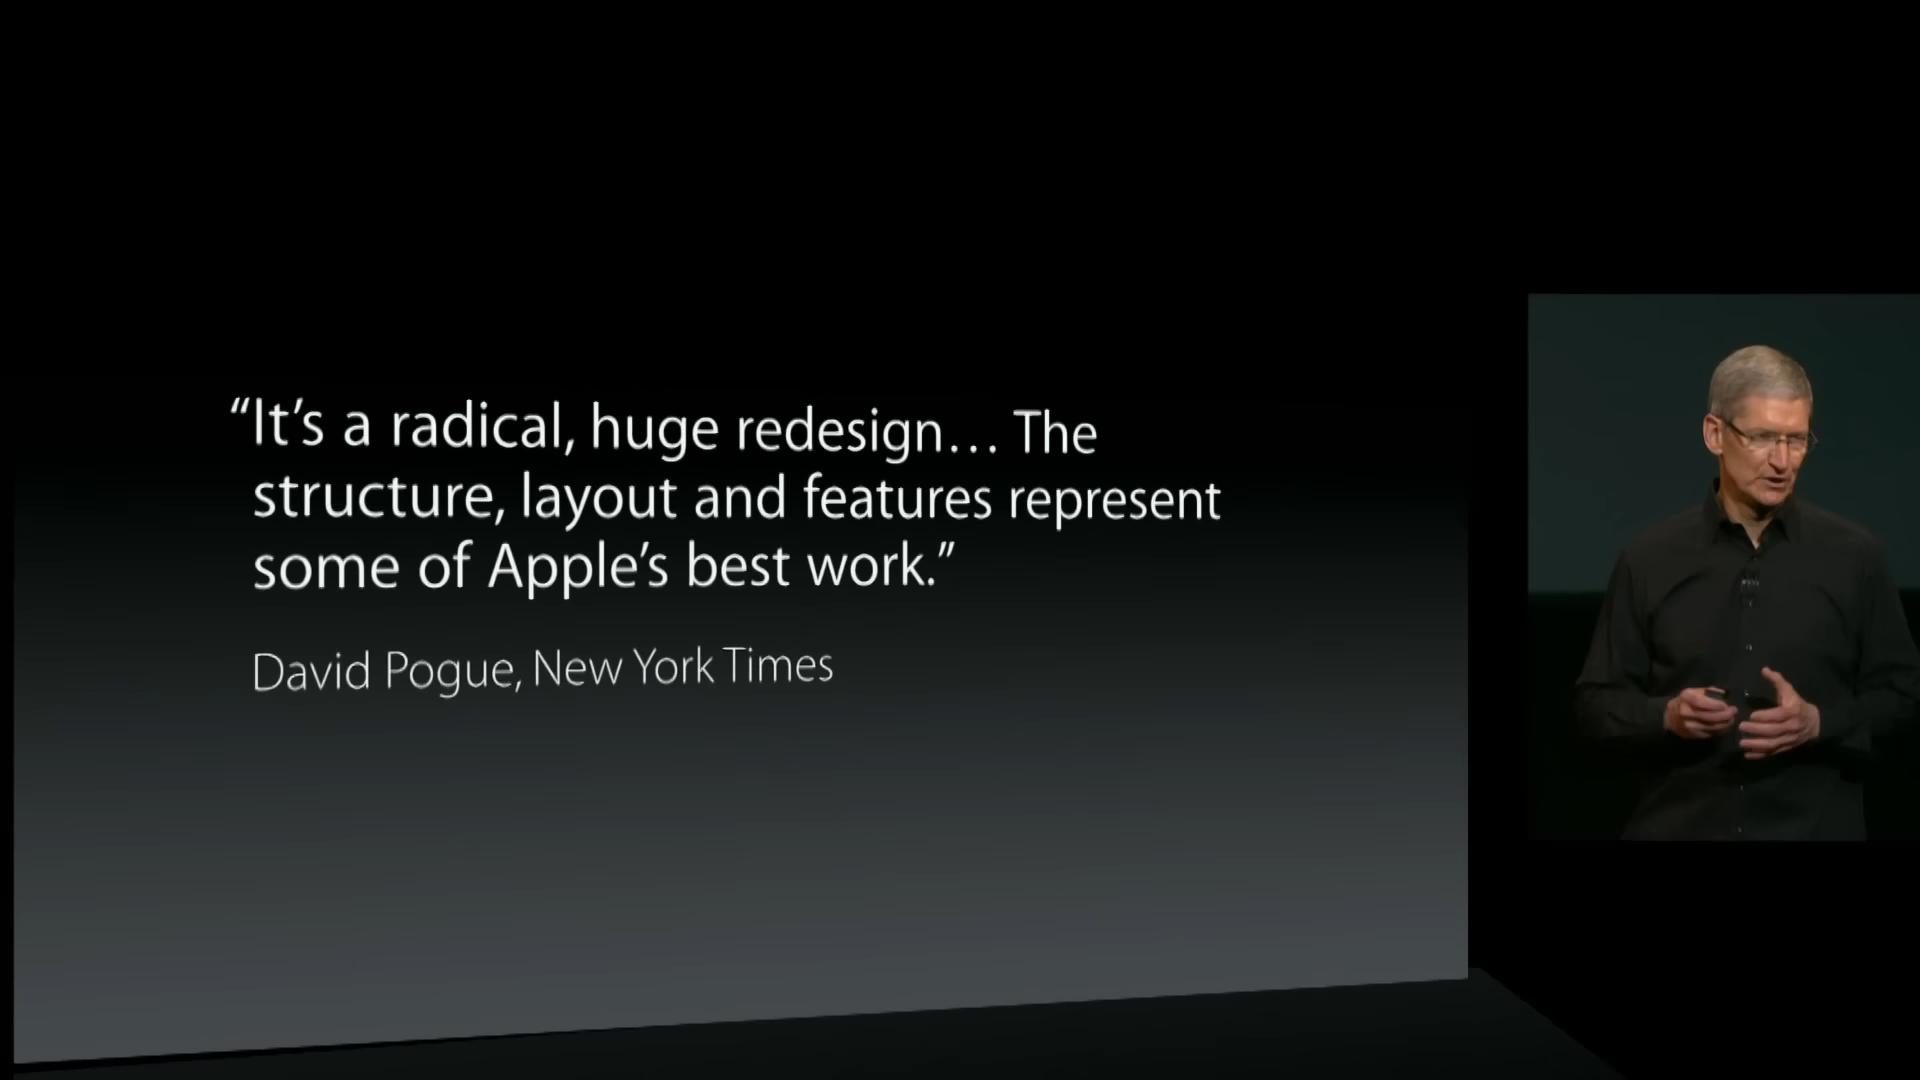 “It’s a radical, huge redesign… The
structure, layout and features represent
some of Apple’s best work.”
David Pogue, New York Times